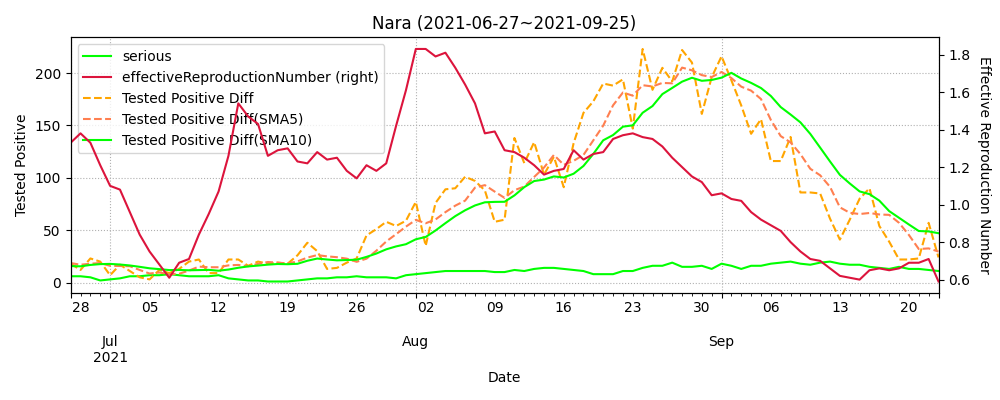 Nara (2021-06-27~2021-09-25)
serious
effectiveReproductionNumber (right)
Tested Positive Diff
Tested Positive Diff(SMA5)
Tested Positive Diff(SMA10)
Tested Positive
200
150
100
50
0
Effective Reproduction Number
1.8
1.6
1.4
1.2
1.0
0.8
0.6
28 05 12 19 26 02 09 16 23 30 06 13 20
Jul Aug Sep
2021
Date